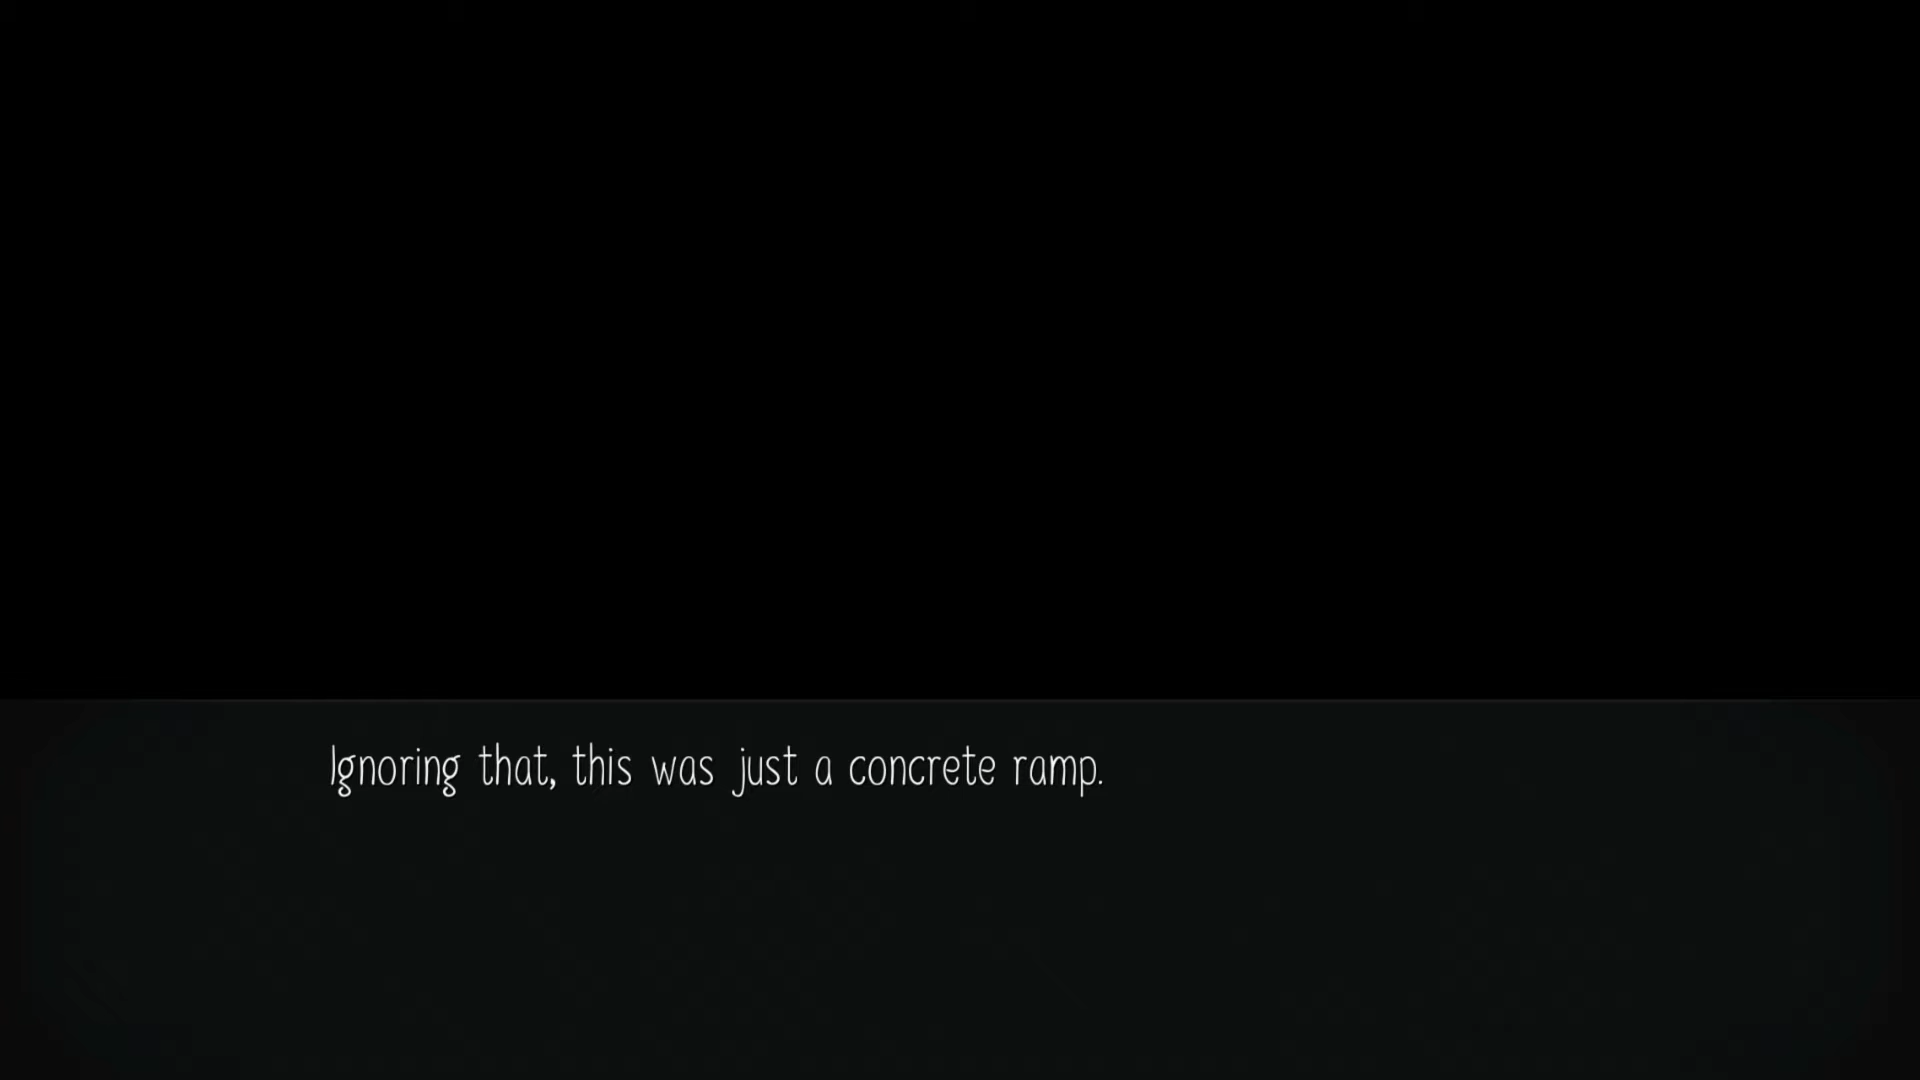 Ignoring that, this was just a concrete ramp.